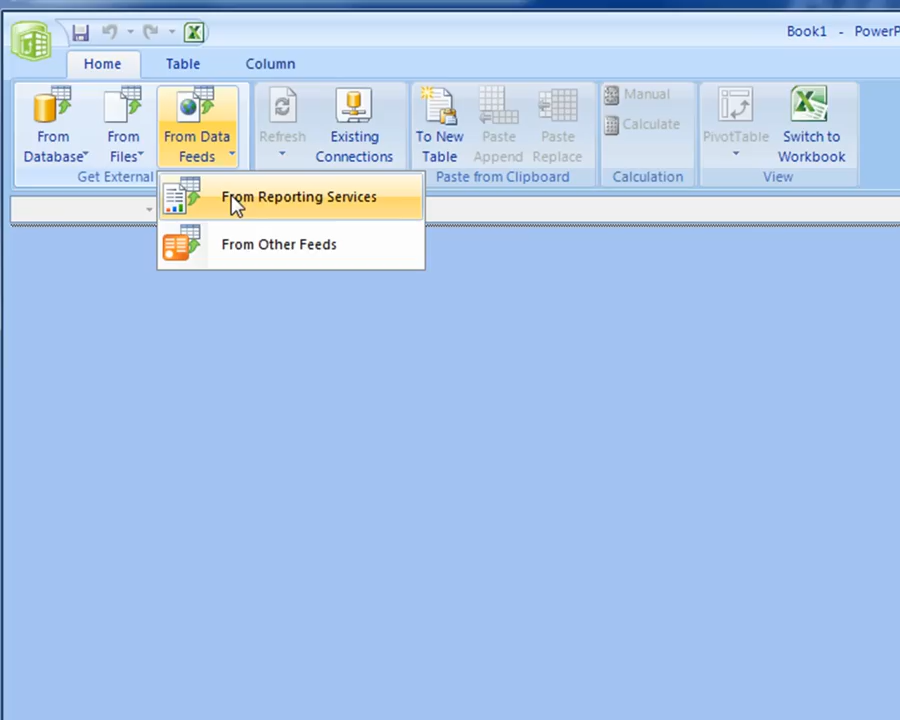 Book1 - PowerP
Home Table Column
From Database
From Files
From Data Feeds
Refresh
Existing Connections
To New Table
Paste Append
Paste Replace
Manual
Calculate
PivotTable
Switch to Workbook
Get External
Paste from Clipboard
Calculation
View
From Reporting Services
From Other Feeds